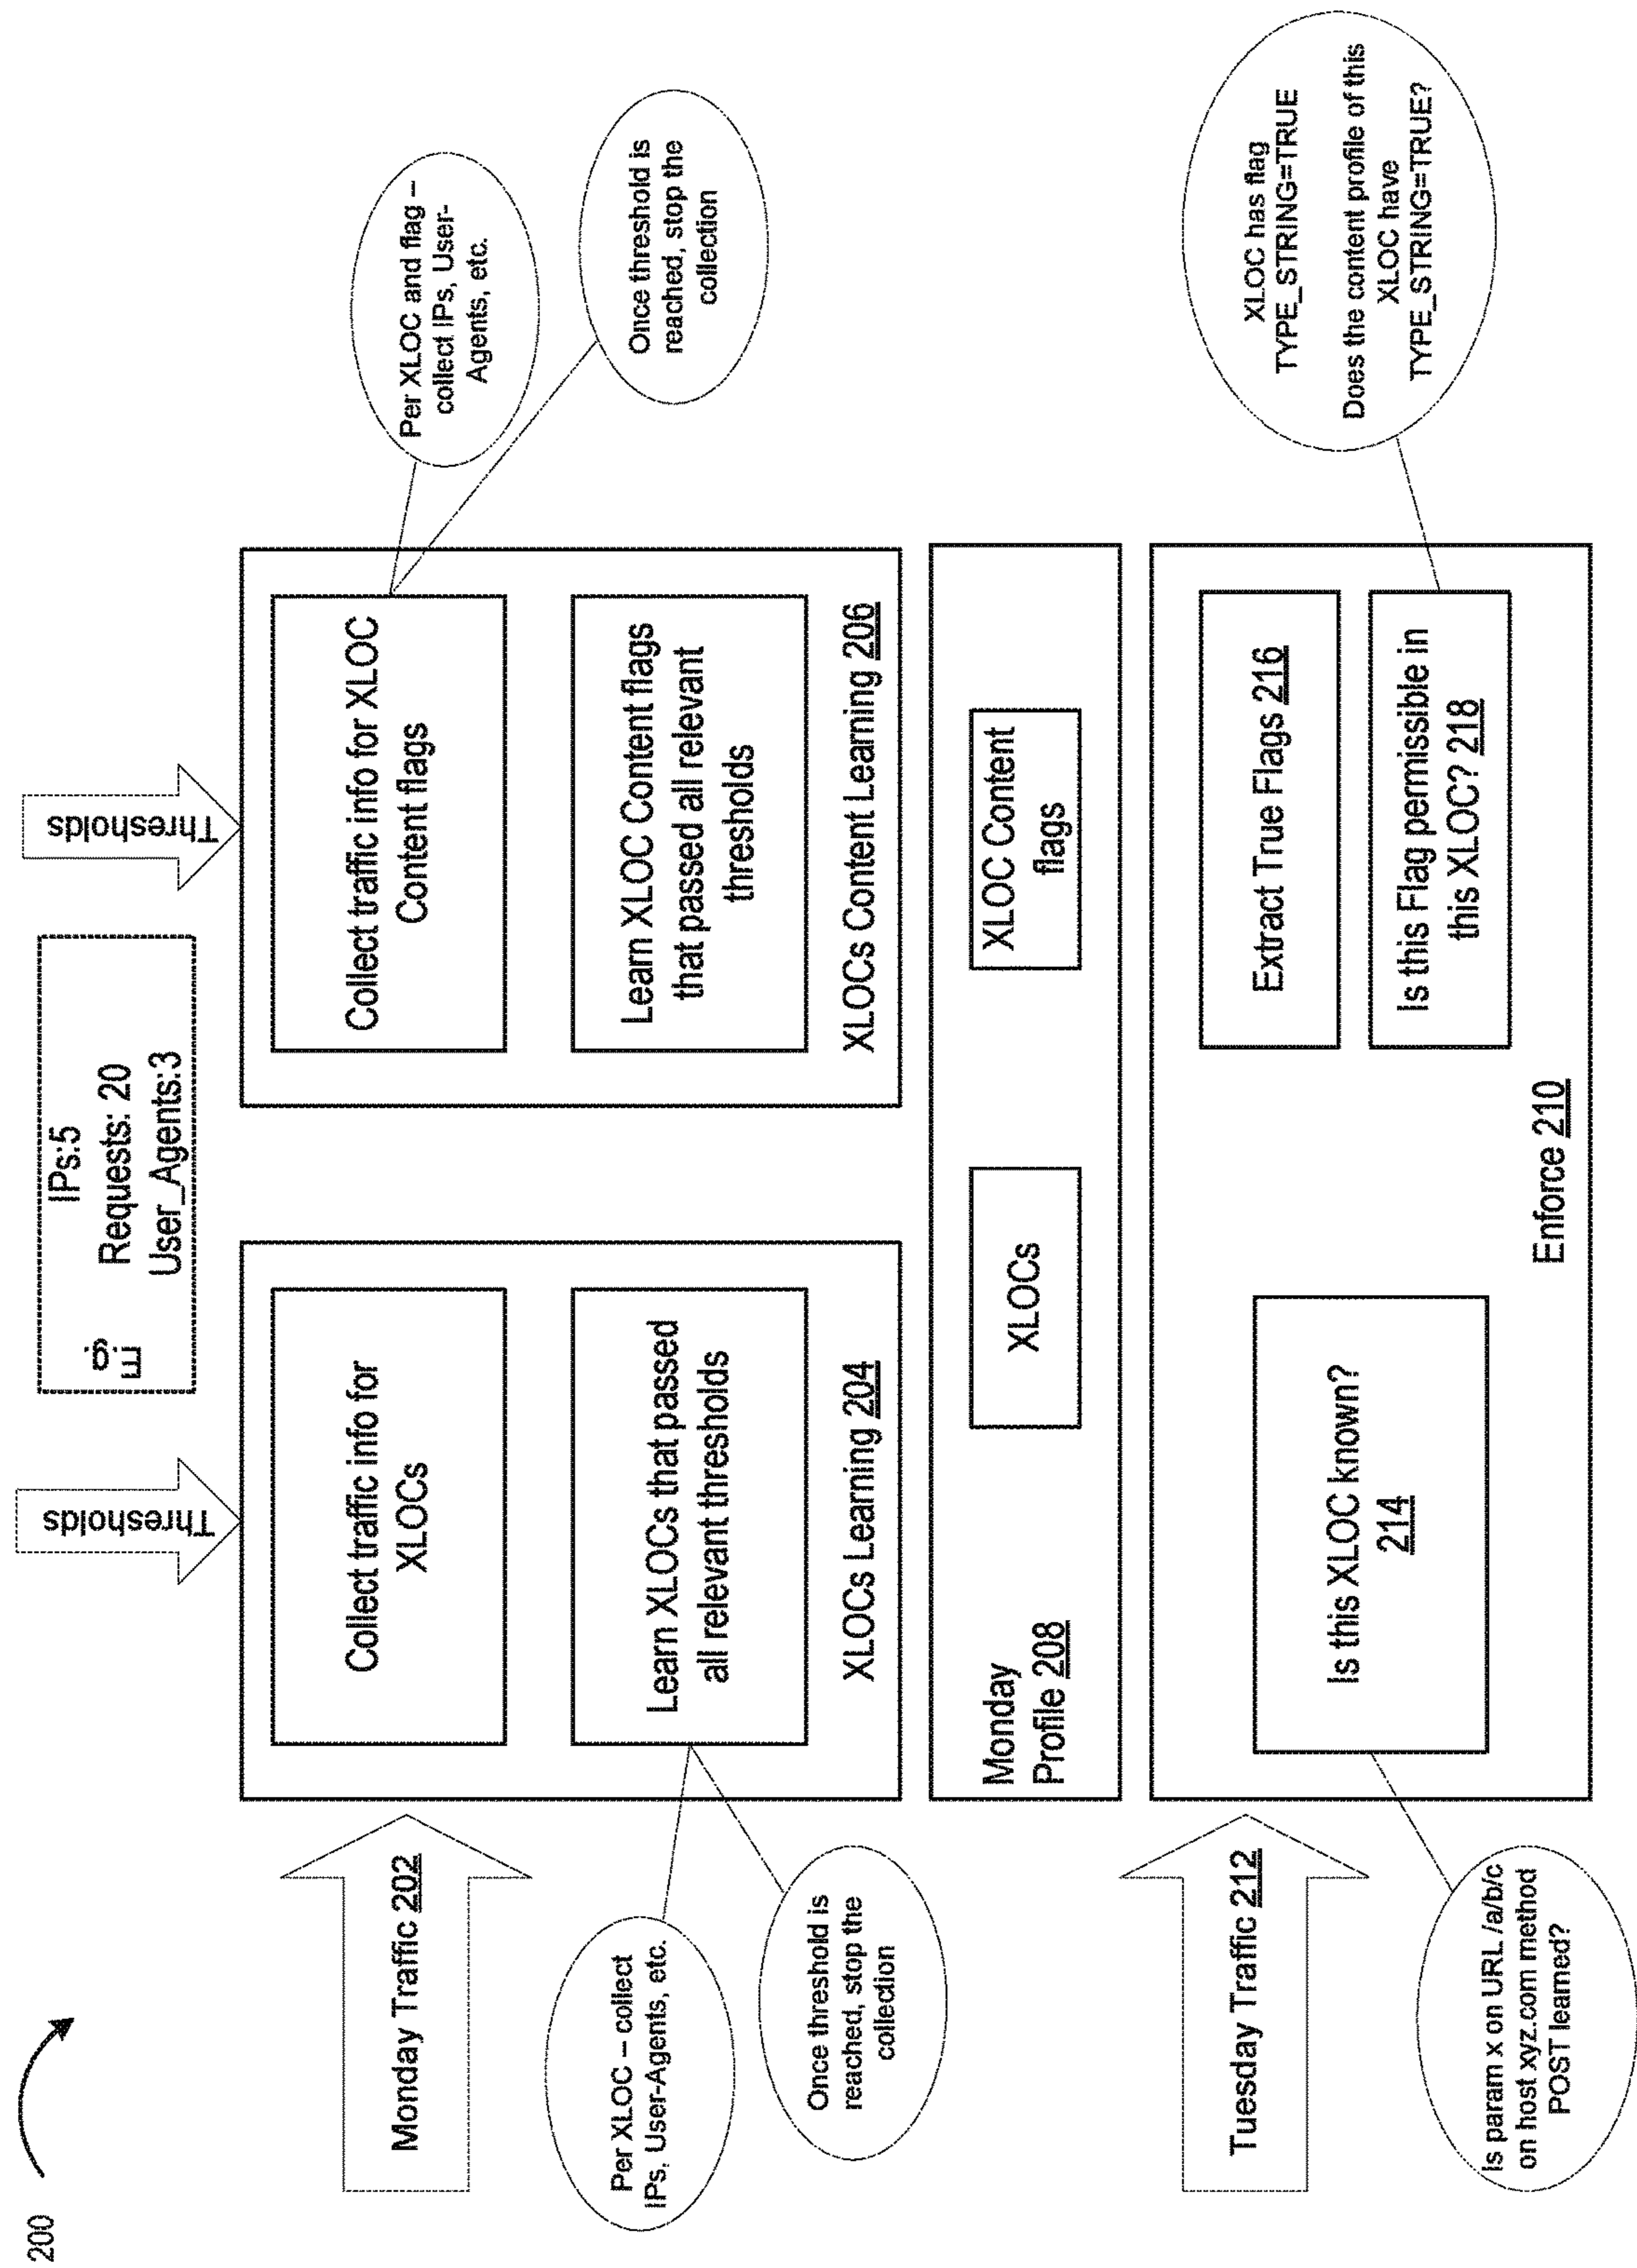 200
Thresholds
Thresholds
E.g.
IPs:5
Requests: 20
User_Agents:3
Monday Traffic 202
Collect traffic info for
XLOCs
Learn XLOCs that passed
all relevant thresholds
XLOCs Learning 204
Collect traffic info for XLOC
Content flags
Learn XLOC Content flags
that passed all relevant
thresholds
XLOCs Content Learning 206
Per XLOC and flag –
collect IPs, User-
Agents, etc.
Once threshold is
reached, stop the
collection
Per XLOC – collect
IPs, User-Agents, etc.
Once threshold is
reached, stop the
collection
Monday
Profile 208
XLOCs
XLOC Content
flags
Tuesday Traffic 212
Is this XLOC known?
214
Extract True Flags 216
Is this Flag permissible in
this XLOC? 218
Enforce 210
Is param x on URL /a/b/c
on host xyz.com method
POST learned?
XLOC has flag
TYPE_STRING=TRUE
Does the content profile of this
XLOC have
TYPE_STRING=TRUE?